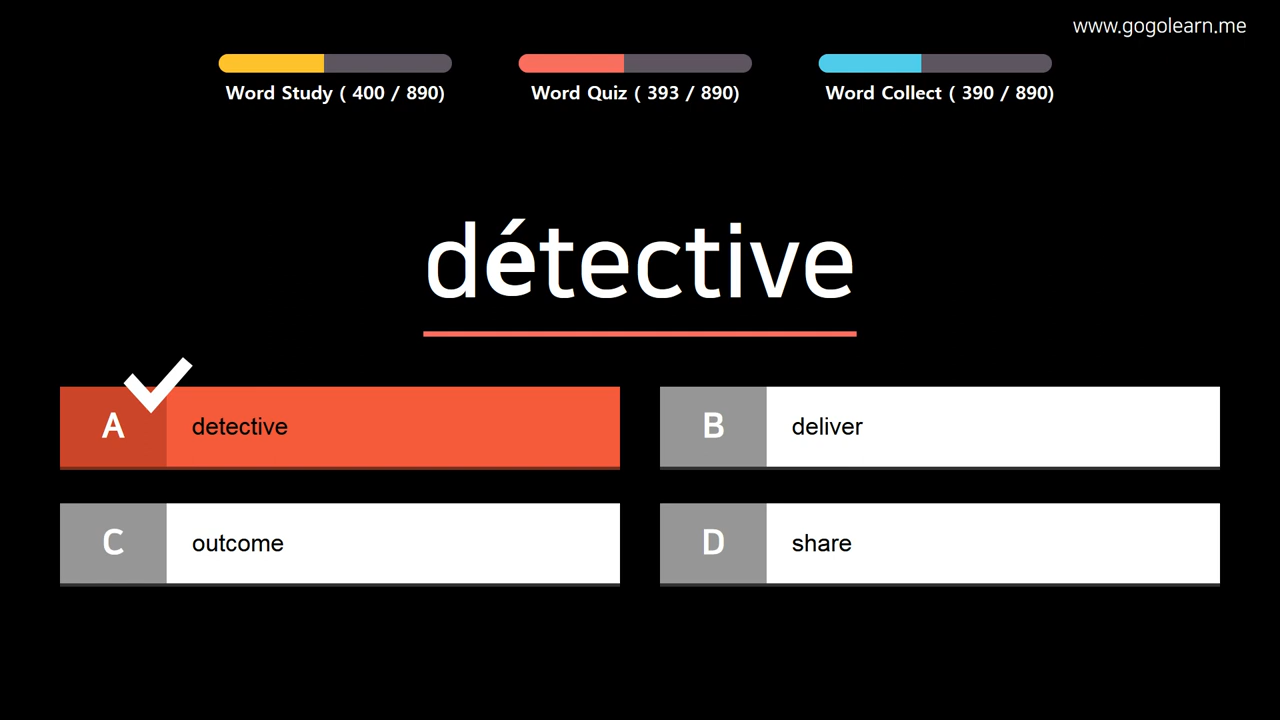 www.gogolearn.me
Word Study ( 400 / 890)
Word Quiz ( 393 / 890)
Word Collect ( 390 / 890)
détective
A detective
B deliver
C outcome
D share